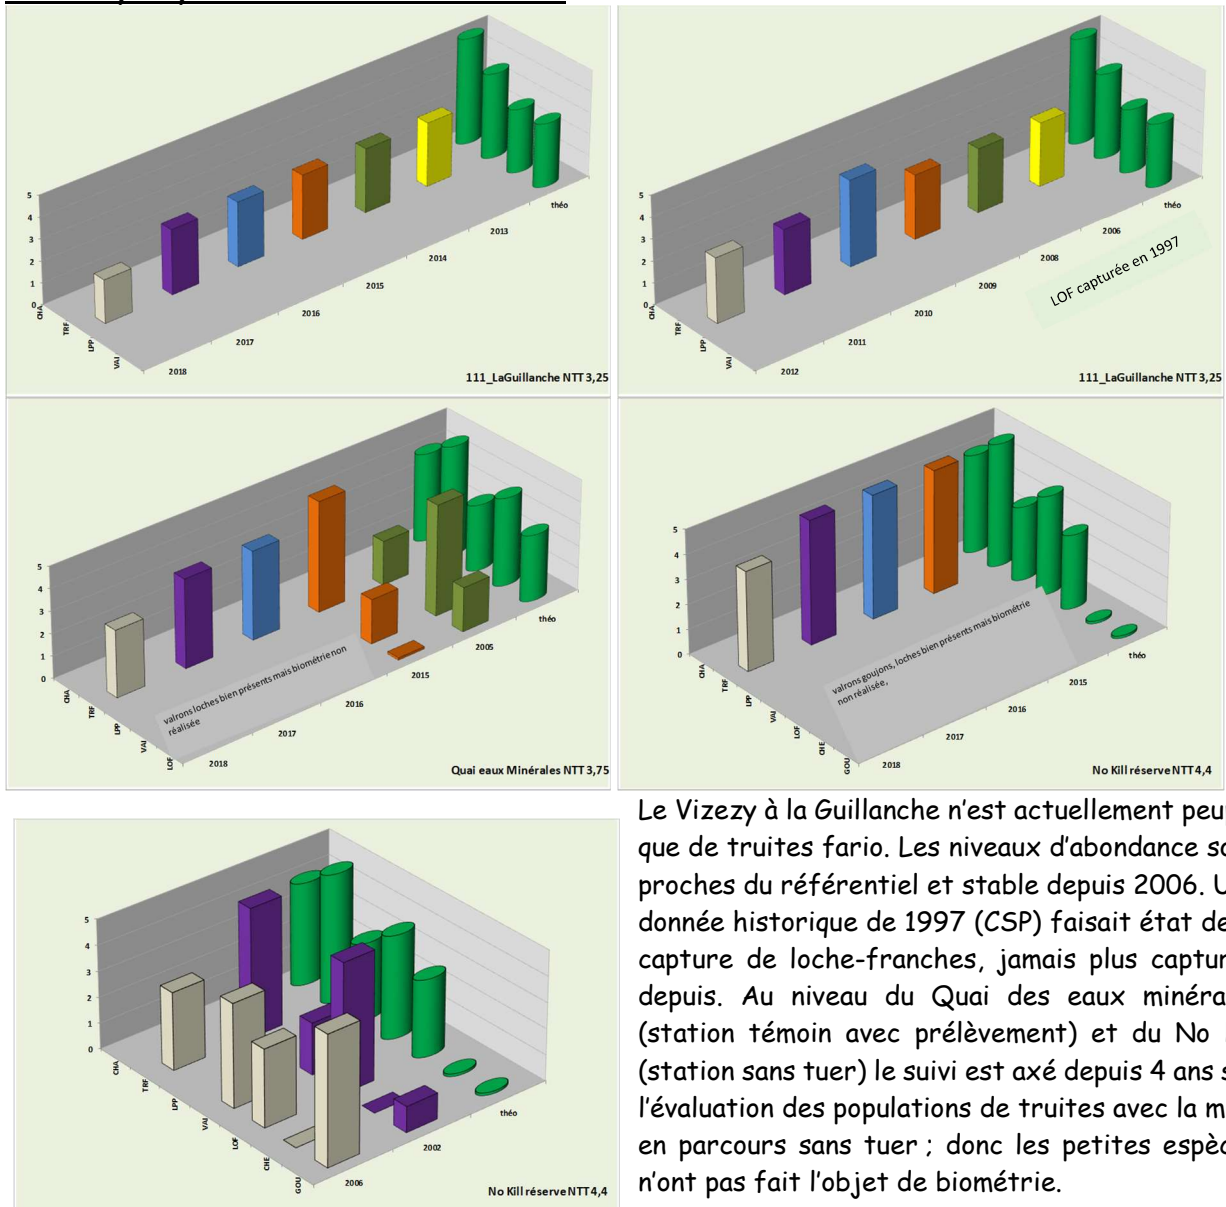 5
4
3
2
1
0
CHA
TRF
LPP
VAI
2018
2017
2016
2015
2014
2013
théo
111_LaGuillanche NTT 3,25
5
4
3
2
1
0
CHA
TRF
LPP
VAI
2012
2011
2010
2009
2008
2006
théo
LOF capturée en 1997
111_LaGuillanche NTT 3,25
5
4
3
2
1
0
CHA
TRF
LPP
VAI
LOF
2018
2017
2016
2015
2005
théo
valrons loches bien présents mais biométrie non
réalisée
Quai eaux Minérales NTT 3,75
5
4
3
2
1
0
CHA
TRF
LPP
VAI
LOF
CHE
GOU
2018
2017
2016
2015
théo
valrons goujons, loches bien présents mais biométrie
non réalisée,
No Kill réserve NTT 4,4
5
4
3
2
1
0
CHA
TRF
LPP
VAI
LOF
CHE
GOU
2006
2002
théo
No Kill réserve NTT 4,4
Le Vizezy à la Guillanche n'est actuellement
que de truites fario. Les niveaux d'abondance
proches du référentiel et stable depuis 2006.
donnée historique de 1997 (CSP) faisait état de
capture de loche-franches, jamais plus
depuis. Au niveau du Quai des eaux
(station témoin avec prélèvement) et du No
(station sans tuer) le suivi est axé depuis 4 ans
l'évaluation des populations de truites avec la
en parcours sans tuer ; donc les petites
n'ont pas fait l'objet de biométrie.